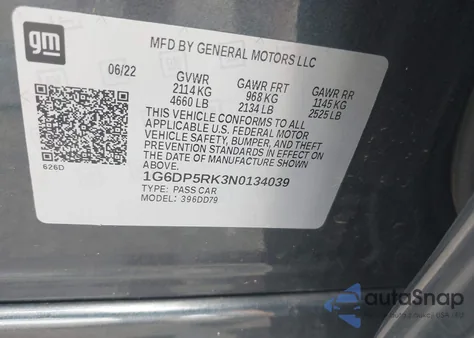 gm
MFD BY GENERAL MOTORS LLC
06/22 GVWR GAWR FRT GAWR RR
2114 KG 968 KG 1145 KG
4660 LB 2134 LB 2525 LB
THIS VEHICLE CONFORMS TO ALL
APPLICABLE U.S. FEDERAL MOTOR
VEHICLE SAFETY, BUMPER, AND THEFT
PREVENTION STANDARDS IN EFFECT ON
THE DATE OF MANUFACTURE SHOWN
ABOVE.
626D
1G6DP5RK3N0134039
TYPE: PASS CAR
MODEL: 396DD79
autaSnap